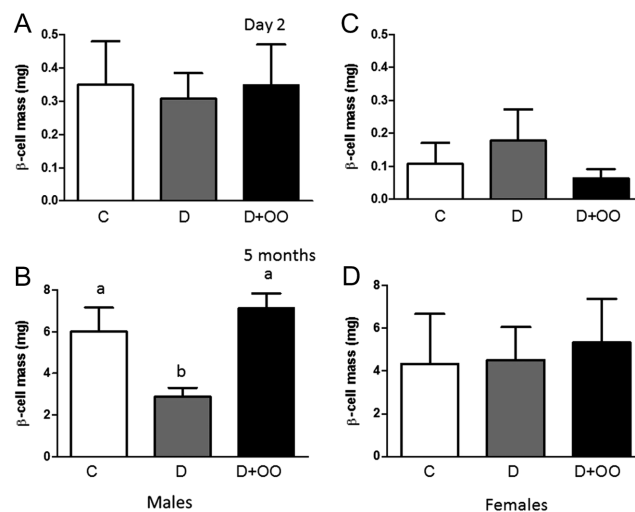 A
Day 2
β-cell mass (mg)
0.5
0.4
0.3
0.2
0.1
0.0
C D D+OO
C
β-cell mass (mg)
0.5
0.4
0.3
0.2
0.1
0.0
C D D+OO
B
5 months
β-cell mass (mg)
8
6
4
2
0
a
b
a
C D D+OO
Males
D
β-cell mass (mg)
8
6
4
2
0
C D D+OO
Females